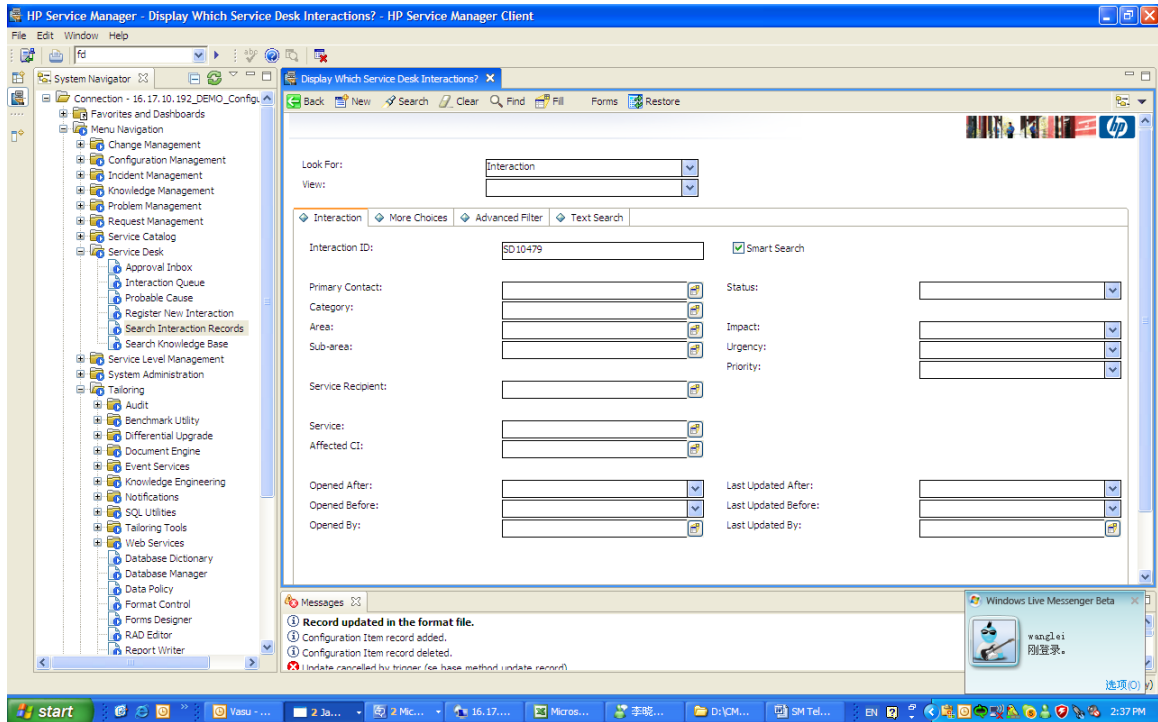 HP Service Manager - Display Which Service Desk Interactions? - HP Service Manager Client
File Edit Window Help
fd
abc
System Navigator
Connection - 16.17.10.192_DEMO_Configu
Favorites and Dashboards
Menu Navigation
Change Management
Configuration Management
Incident Management
Knowledge Management
Problem Management
Request Management
Service Catalog
Service Desk
Approval Inbox
Interaction Queue
Probable Cause
Register New Interaction
Search Interaction Records
Search Knowledge Base
Service Level Management
System Administration
Tailoring
Audit
Benchmark Utility
Differential Upgrade
Document Engine
Event Services
Knowledge Engineering
Notifications
SQL Utilities
Tailoring Tools
Web Services
Database Dictionary
Database Manager
Data Policy
Format Control
Forms Designer
RAD Editor
Report Writer
Display Which Service Desk Interactions?
Back New Search Clear Find Fill Forms Restore
hp
Look For: Interaction
View:
Interaction More Choices Advanced Filter Text Search
Interaction ID: SD10479 Smart Search
Primary Contact: Status:
Category:
Area: Impact:
Sub-area: Urgency:
Priority:
Service Recipient:
Service:
Affected CI:
Opened After: Last Updated After:
Opened Before: Last Updated Before:
Opened By: Last Updated By:
Messages
Record updated in the format file.
Configuration Item record added.
Configuration Item record deleted.
Update cancelled by trigger (se.base method update record)
Windows Live Messenger Beta
wanglei
刚登录。
选项(O)
y)
start Vasu -... 2 Ja... 2 Mic... 16.17.... Micros... 李晓... D:\CM... SM Tel... EN 2:37 PM